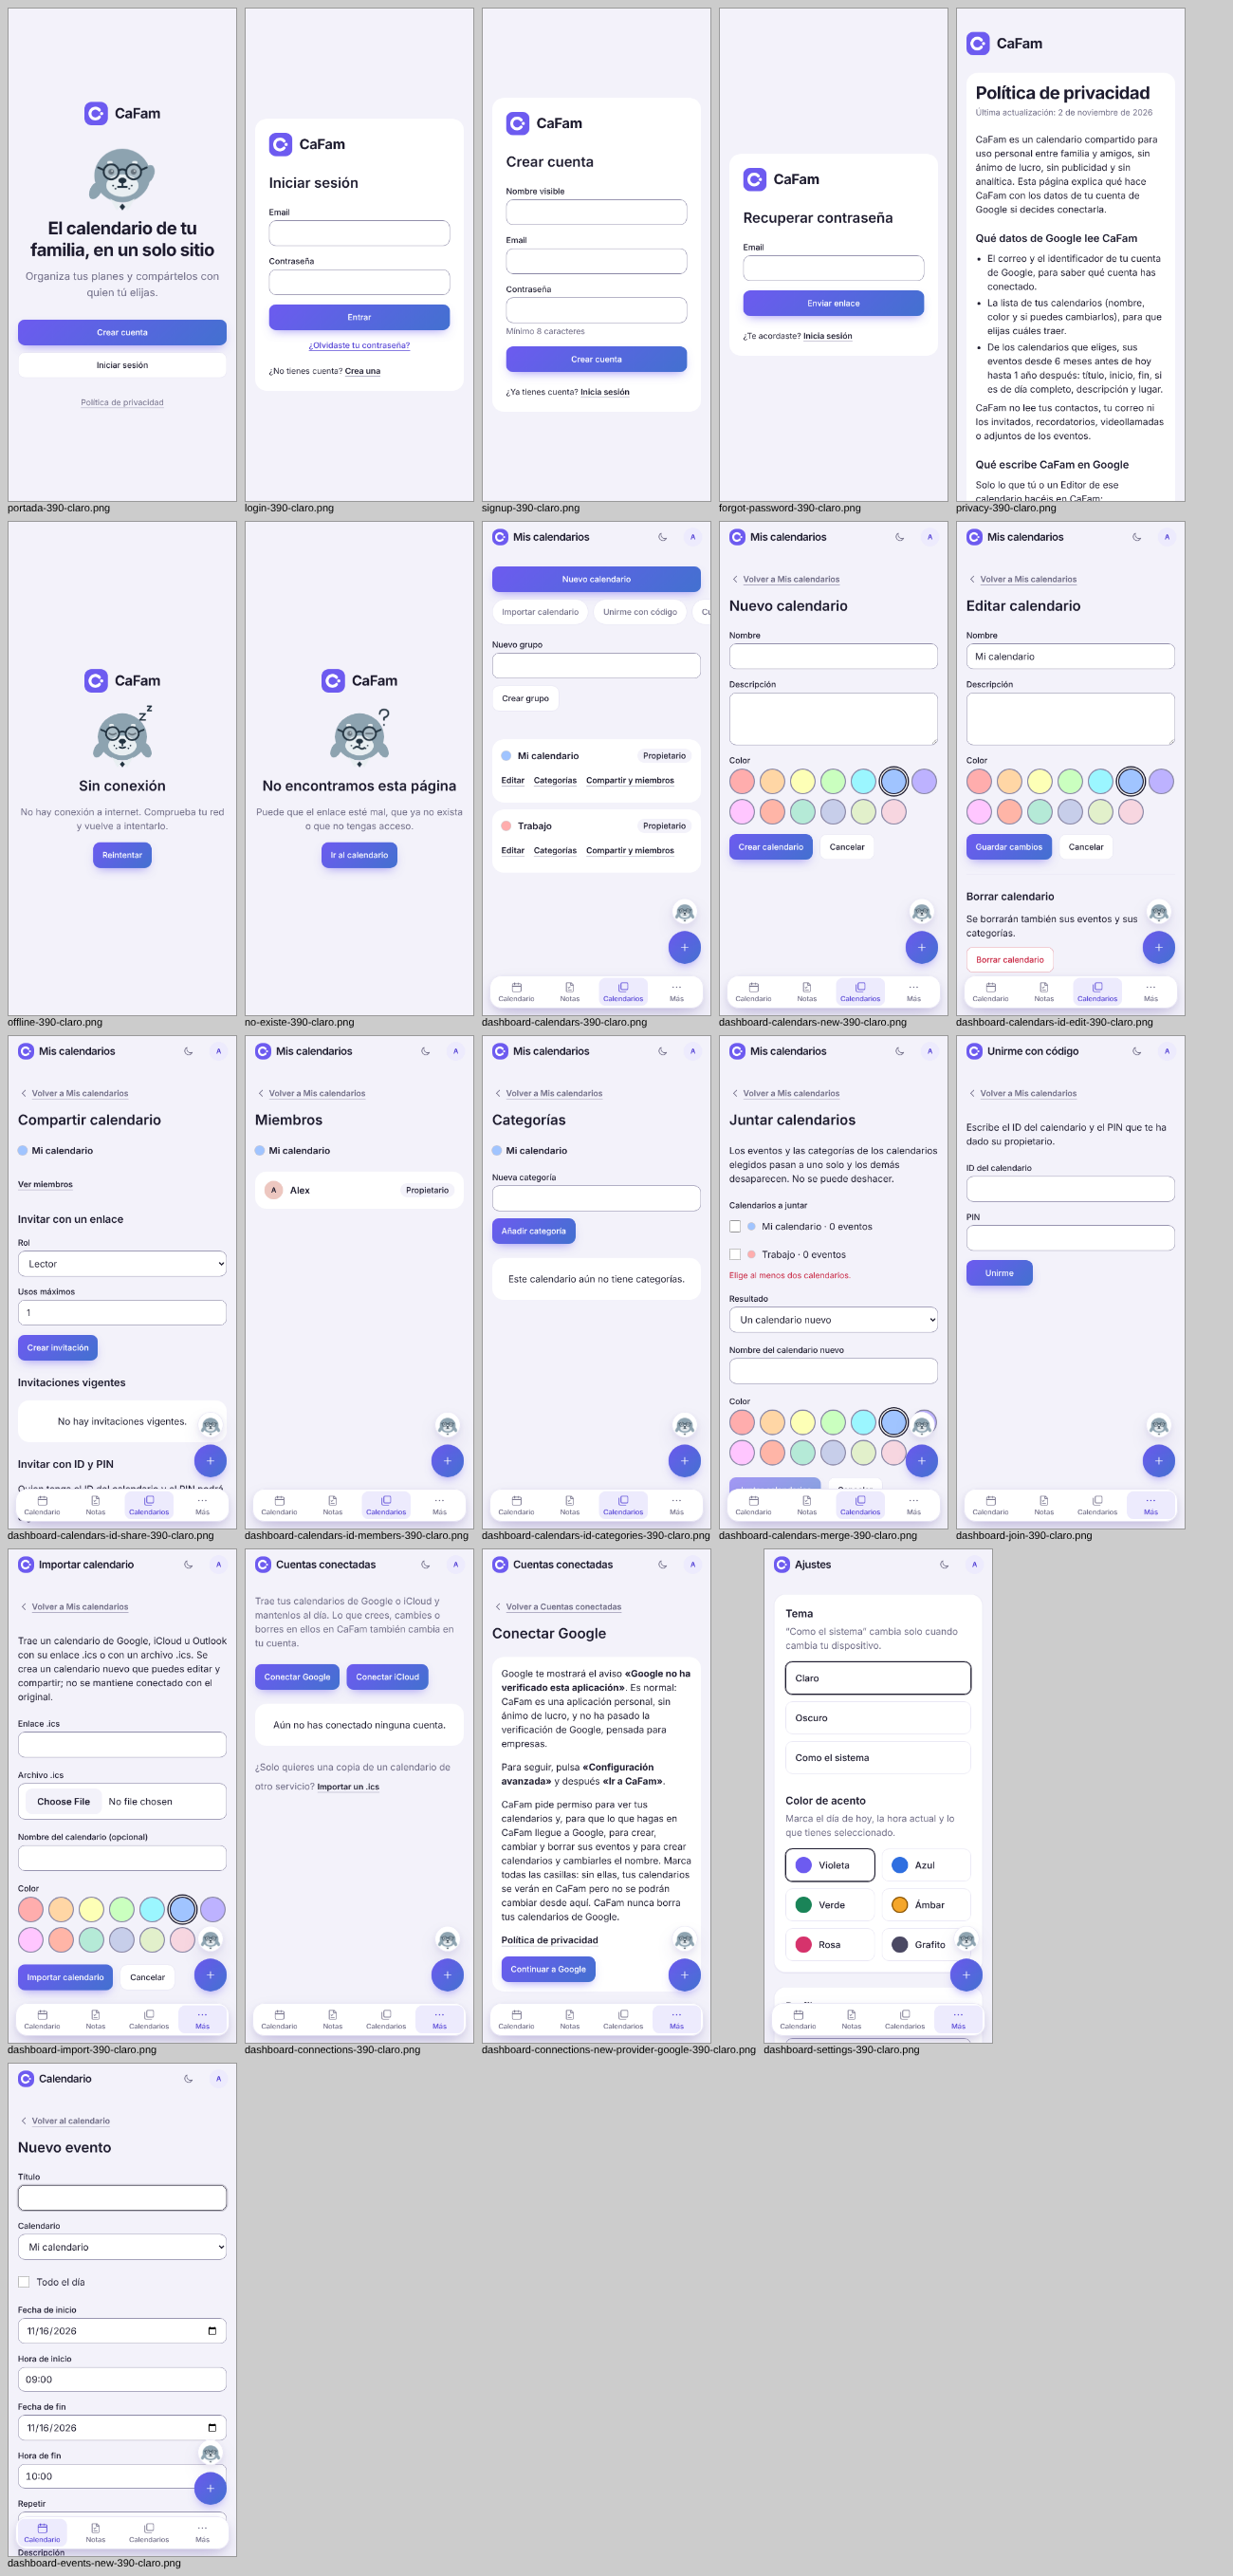 CaFam
El calendario de tu
familia, en un solo sitio
Organiza tus planes y compártelos con
quien tú elijas.
Crear cuenta
Iniciar sesión
Política de privacidad
portada-390-claro.png
CaFam
Iniciar sesión
Email
Contraseña
Entrar
¿Olvidaste tu contraseña?
¿No tienes cuenta? Crea una
login-390-claro.png
CaFam
Crear cuenta
Nombre visible
Email
Contraseña
Mínimo 8 caracteres
Crear cuenta
¿Ya tienes cuenta? Inicia sesión
signup-390-claro.png
CaFam
Recuperar contraseña
Email
Enviar enlace
¿Te acordaste? Inicia sesión
forgot-password-390-claro.png
CaFam
Política de privacidad
Última actualización: 2 de noviembre de 2026
CaFam es un calendario compartido para
uso personal entre familia y amigos, sin
ánimo de lucro, sin publicidad y sin
analítica. Esta página explica qué hace
CaFam con los datos de tu cuenta de
Google si decides conectarla.
Qué datos de Google lee CaFam
• El correo y el identificador de tu cuenta
de Google, para saber qué cuenta has
conectado.
• La lista de tus calendarios (nombre,
color y si puedes cambiarlos), para que
elijas cuáles traer.
• De los calendarios que eliges, sus
eventos desde 6 meses antes de hoy
hasta 1 año después: título, inicio, fin, si
es de día completo, descripción y lugar.
CaFam no lee tus contactos, tu correo ni
los invitados, recordatorios, videollamadas
o adjuntos de los eventos.
Qué escribe CaFam en Google
Solo lo que tú o un Editor de ese
calendario hacéis en CaFam:
privacy-390-claro.png
CaFam
z z
Sin conexión
No hay conexión a internet. Comprueba tu red
y vuelve a intentarlo.
Reintentar
offline-390-claro.png
CaFam
?
No encontramos esta página
Puede que el enlace esté mal, que ya no exista
o que no tengas acceso.
Ir al calendario
no-existe-390-claro.png
Mis calendarios
A
Nuevo calendario
Importar calendario
Unirme con código
Cu
Nuevo grupo
Crear grupo
Mi calendario
Propietario
Editar Categorías Compartir y miembros
Trabajo
Propietario
Editar Categorías Compartir y miembros
+
Calendario Notas Calendarios Más
dashboard-calendars-390-claro.png
Mis calendarios
A
Volver a Mis calendarios
Nuevo calendario
Nombre
Descripción
Color
Crear calendario
Cancelar
+
Calendario Notas Calendarios Más
dashboard-calendars-new-390-claro.png
Mis calendarios
A
Volver a Mis calendarios
Editar calendario
Nombre
Mi calendario
Descripción
Color
Guardar cambios
Cancelar
Borrar calendario
Se borrarán también sus eventos y sus
categorías.
Borrar calendario
+
Calendario Notas Calendarios Más
dashboard-calendars-id-edit-390-claro.png
Mis calendarios
A
Volver a Mis calendarios
Compartir calendario
Mi calendario
Ver miembros
Invitar con un enlace
Rol
Lector
Usos máximos
1
Crear invitación
Invitaciones vigentes
No hay invitaciones vigentes.
Invitar con ID y PIN
Quien tenga el ID del calendario y el PIN podrá
+
Calendario Notas Calendarios Más
dashboard-calendars-id-share-390-claro.png
Mis calendarios
A
Volver a Mis calendarios
Miembros
Mi calendario
A
Alex
Propietario
+
Calendario Notas Calendarios Más
dashboard-calendars-id-members-390-claro.png
Mis calendarios
A
Volver a Mis calendarios
Categorías
Mi calendario
Nueva categoría
Añadir categoría
Este calendario aún no tiene categorías.
+
Calendario Notas Calendarios Más
dashboard-calendars-id-categories-390-claro.png
Mis calendarios
A
Volver a Mis calendarios
Juntar calendarios
Los eventos y las categorías de los calendarios
elegidos pasan a uno solo y los demás
desaparecen. No se puede deshacer.
Calendarios a juntar
Mi calendario · 0 eventos
Trabajo · 0 eventos
Elige al menos dos calendarios.
Resultado
Un calendario nuevo
Nombre del calendario nuevo
Color
+
Calendario Notas Calendarios Más
dashboard-calendars-merge-390-claro.png
Unirme con código
A
Volver a Mis calendarios
Escribe el ID del calendario y el PIN que te ha
dado su propietario.
ID del calendario
PIN
Unirme
+
Calendario Notas Calendarios Más
dashboard-join-390-claro.png
Importar calendario
A
Volver a Mis calendarios
Trae un calendario de Google, iCloud u Outlook
con su enlace .ics o con un archivo .ics. Se
crea un calendario nuevo que puedes editar y
compartir; no se mantiene conectado con el
original.
Enlace .ics
Archivo .ics
Choose File No file chosen
Nombre del calendario (opcional)
Color
Importar calendario
Cancelar
+
Calendario Notas Calendarios Más
dashboard-import-390-claro.png
Cuentas conectadas
A
Trae tus calendarios de Google o iCloud y
mantenlos al día. Lo que crees, cambies o
borres en ellos en CaFam también cambia en
tu cuenta.
Conectar Google
Conectar iCloud
Aún no has conectado ninguna cuenta.
¿Solo quieres una copia de un calendario de
otro servicio? Importar un .ics
+
Calendario Notas Calendarios Más
dashboard-connections-390-claro.png
Cuentas conectadas
A
Volver a Cuentas conectadas
Conectar Google
Google te mostrará el aviso «Google no ha
verificado esta aplicación». Es normal:
CaFam es una aplicación personal, sin
ánimo de lucro, y no ha pasado la
verificación de Google, pensada para
empresas.
Para seguir, pulsa «Configuración
avanzada» y después «Ir a CaFam».
CaFam pide permiso para ver tus
calendarios y, para que lo que hagas en
CaFam llegue a Google, para crear,
cambiar y borrar sus eventos y para crear
calendarios y cambiarles el nombre. Marca
todas las casillas: sin ellas, tus calendarios
se verán en CaFam pero no se podrán
cambiar desde aquí. CaFam nunca borra
tus calendarios de Google.
Política de privacidad
Continuar a Google
+
Calendario Notas Calendarios Más
dashboard-connections-new-provider-google-390-claro.png
Ajustes
A
Tema
“Como el sistema” cambia solo cuando
cambia tu dispositivo.
Claro
Oscuro
Como el sistema
Color de acento
Marca el día de hoy, la hora actual y lo
que tienes seleccionado.
Violeta
Azul
Verde
Ámbar
Rosa
Grafito
+
Calendario Notas Calendarios Más
dashboard-settings-390-claro.png
Calendario
A
Volver al calendario
Nuevo evento
Título
Calendario
Mi calendario
Todo el día
Fecha de inicio
11/16/2026
Hora de inicio
09:00
Fecha de fin
11/16/2026
Hora de fin
10:00
Repetir
+
Calendario Notas Calendarios Más
Descripción
dashboard-events-new-390-claro.png